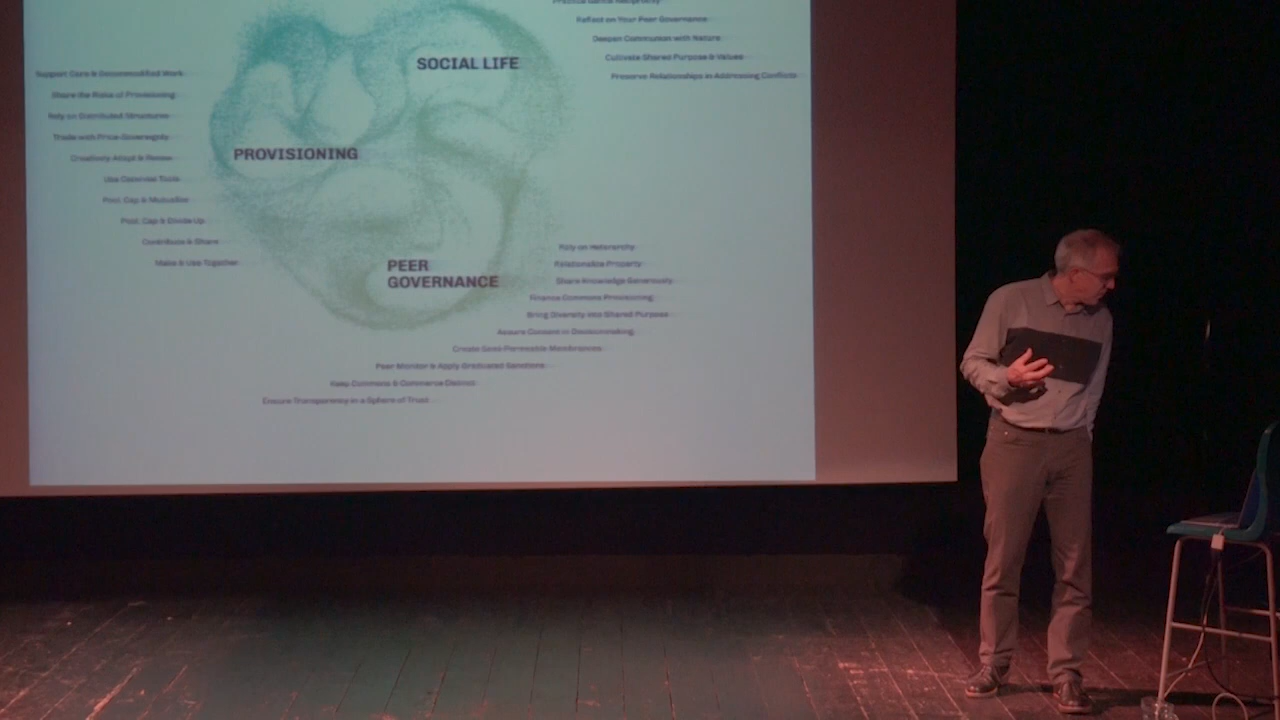 Practice Gentle Reciprocity
Reflect on Your Peer Governance
Deepen Communion with Nature
Cultivate Shared Purpose & Values
Preserve Relationships in Addressing Conflicts
SOCIAL LIFE
Support Care & Decommodified Work
Share the Risks of Provisioning
Rely on Distributed Structures
Trade with Price Sovereignty
Creatively Adapt & Renew
Use Convivial Tools
Pool, Cap & Mutualize
Pool, Cap & Divide Up
Contribute & Share
Make & Use Together
PROVISIONING
PEER
GOVERNANCE
Rely on Heterarchy
Relationalize Property
Share Knowledge Generously
Finance Commons Provisioning
Bring Diversity into Shared Purpose
Assure Consent in Decisionmaking
Create Semi-Permeable Membranes
Peer Monitor & Apply Graduated Sanctions
Keep Commons & Commerce Distinct
Ensure Transparency in a Sphere of Trust